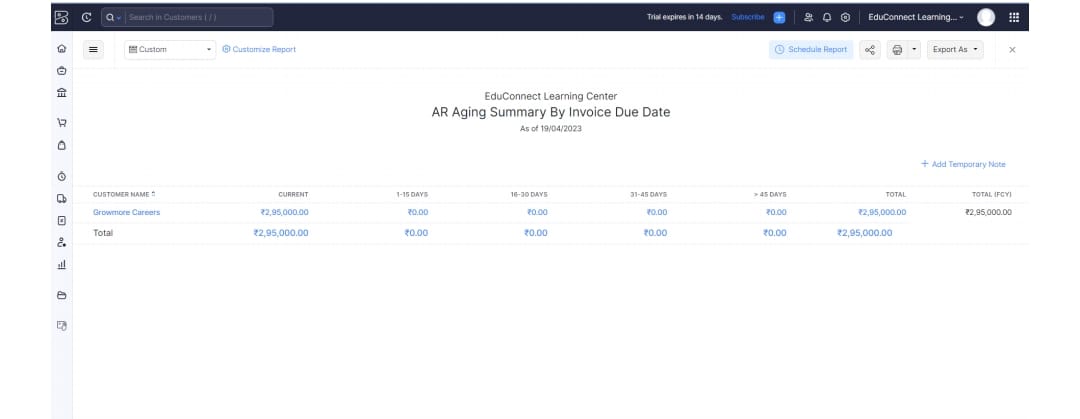 Search in Customers ( / )
Trial expires in 14 days. Subscribe
EduConnect Learning...
Custom
Customize Report
Schedule Report
Export As
EduConnect Learning Center
AR Aging Summary By Invoice Due Date
As of 19/04/2023
+ Add Temporary Note
CUSTOMER NAME CURRENT 1-15 DAYS 16-30 DAYS 31-45 DAYS > 45 DAYS TOTAL TOTAL (FCY)
Growmore Careers ₹2,95,000.00 ₹0.00 ₹0.00 ₹0.00 ₹0.00 ₹2,95,000.00 ₹2,95,000.00
Total ₹2,95,000.00 ₹0.00 ₹0.00 ₹0.00 ₹0.00 ₹2,95,000.00